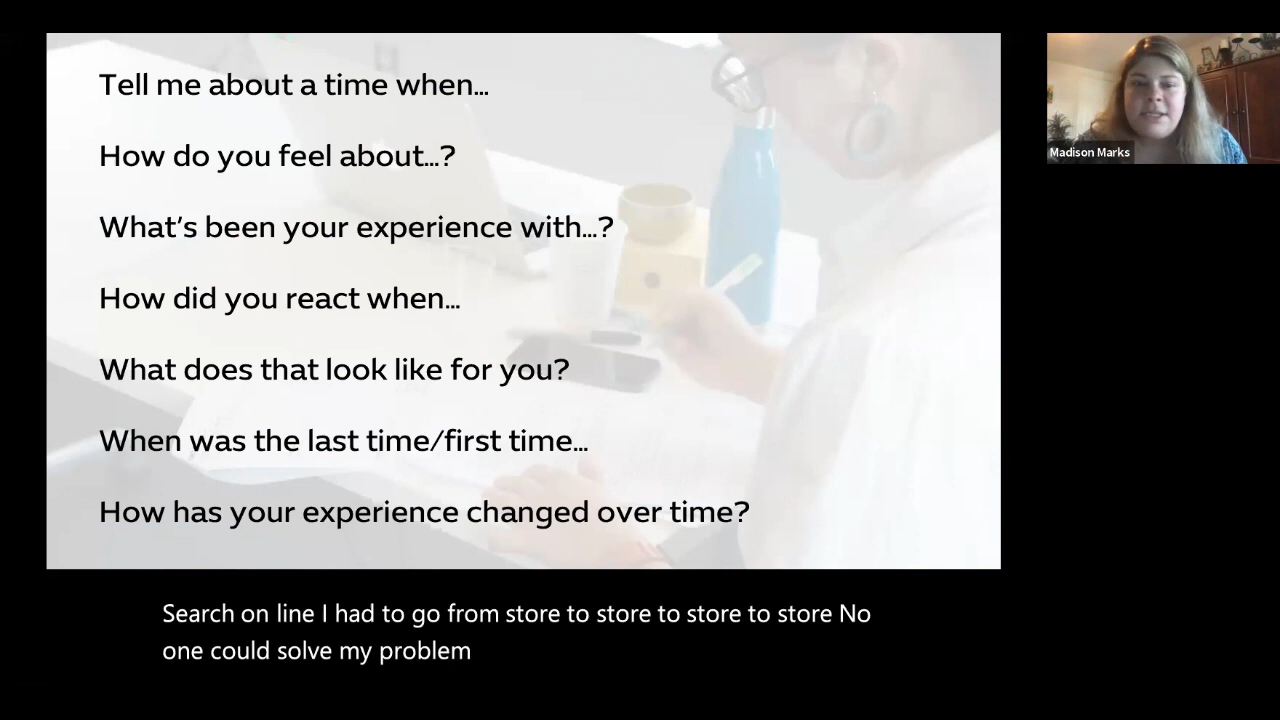 Tell me about a time when...
How do you feel about...?
What's been your experience with...?
How did you react when...
What does that look like for you?
When was the last time/first time...
How has your experience changed over time?
Madison Marks
Search on line I had to go from store to store to store to store No
one could solve my problem